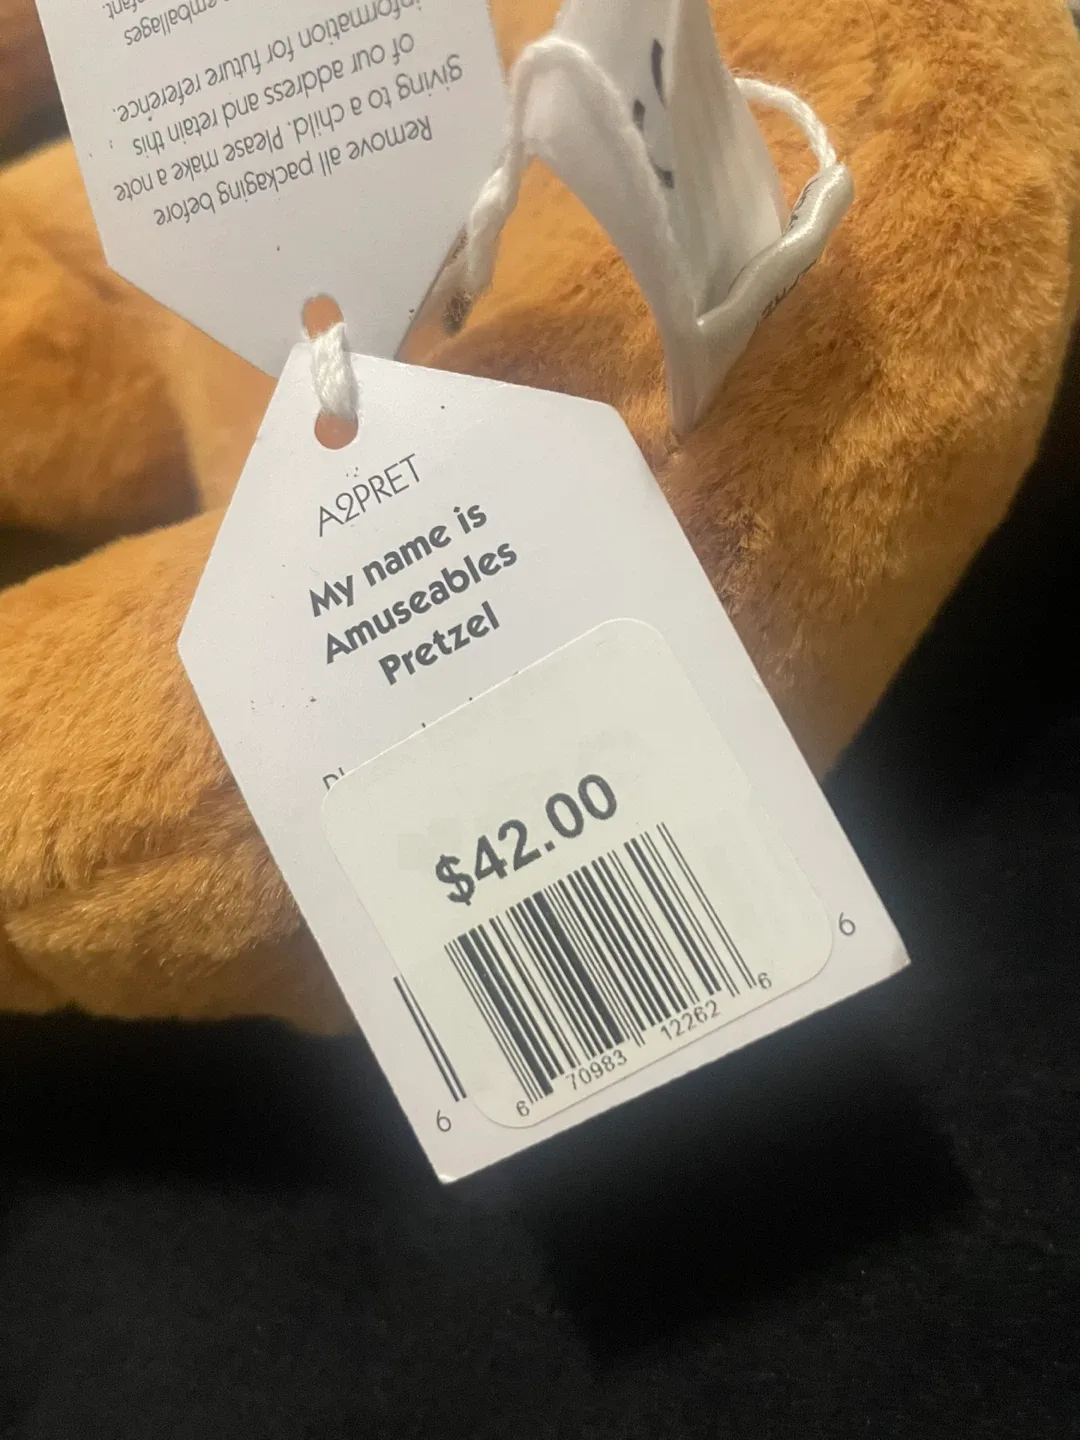 emballages
Remove all packaging before
giving to a child. Please make a note
of our address and retain this
information for future reference.
A2PRET
My name is
Amuseables
Pretzel
$42.00
6 70983 12262 6
6 6